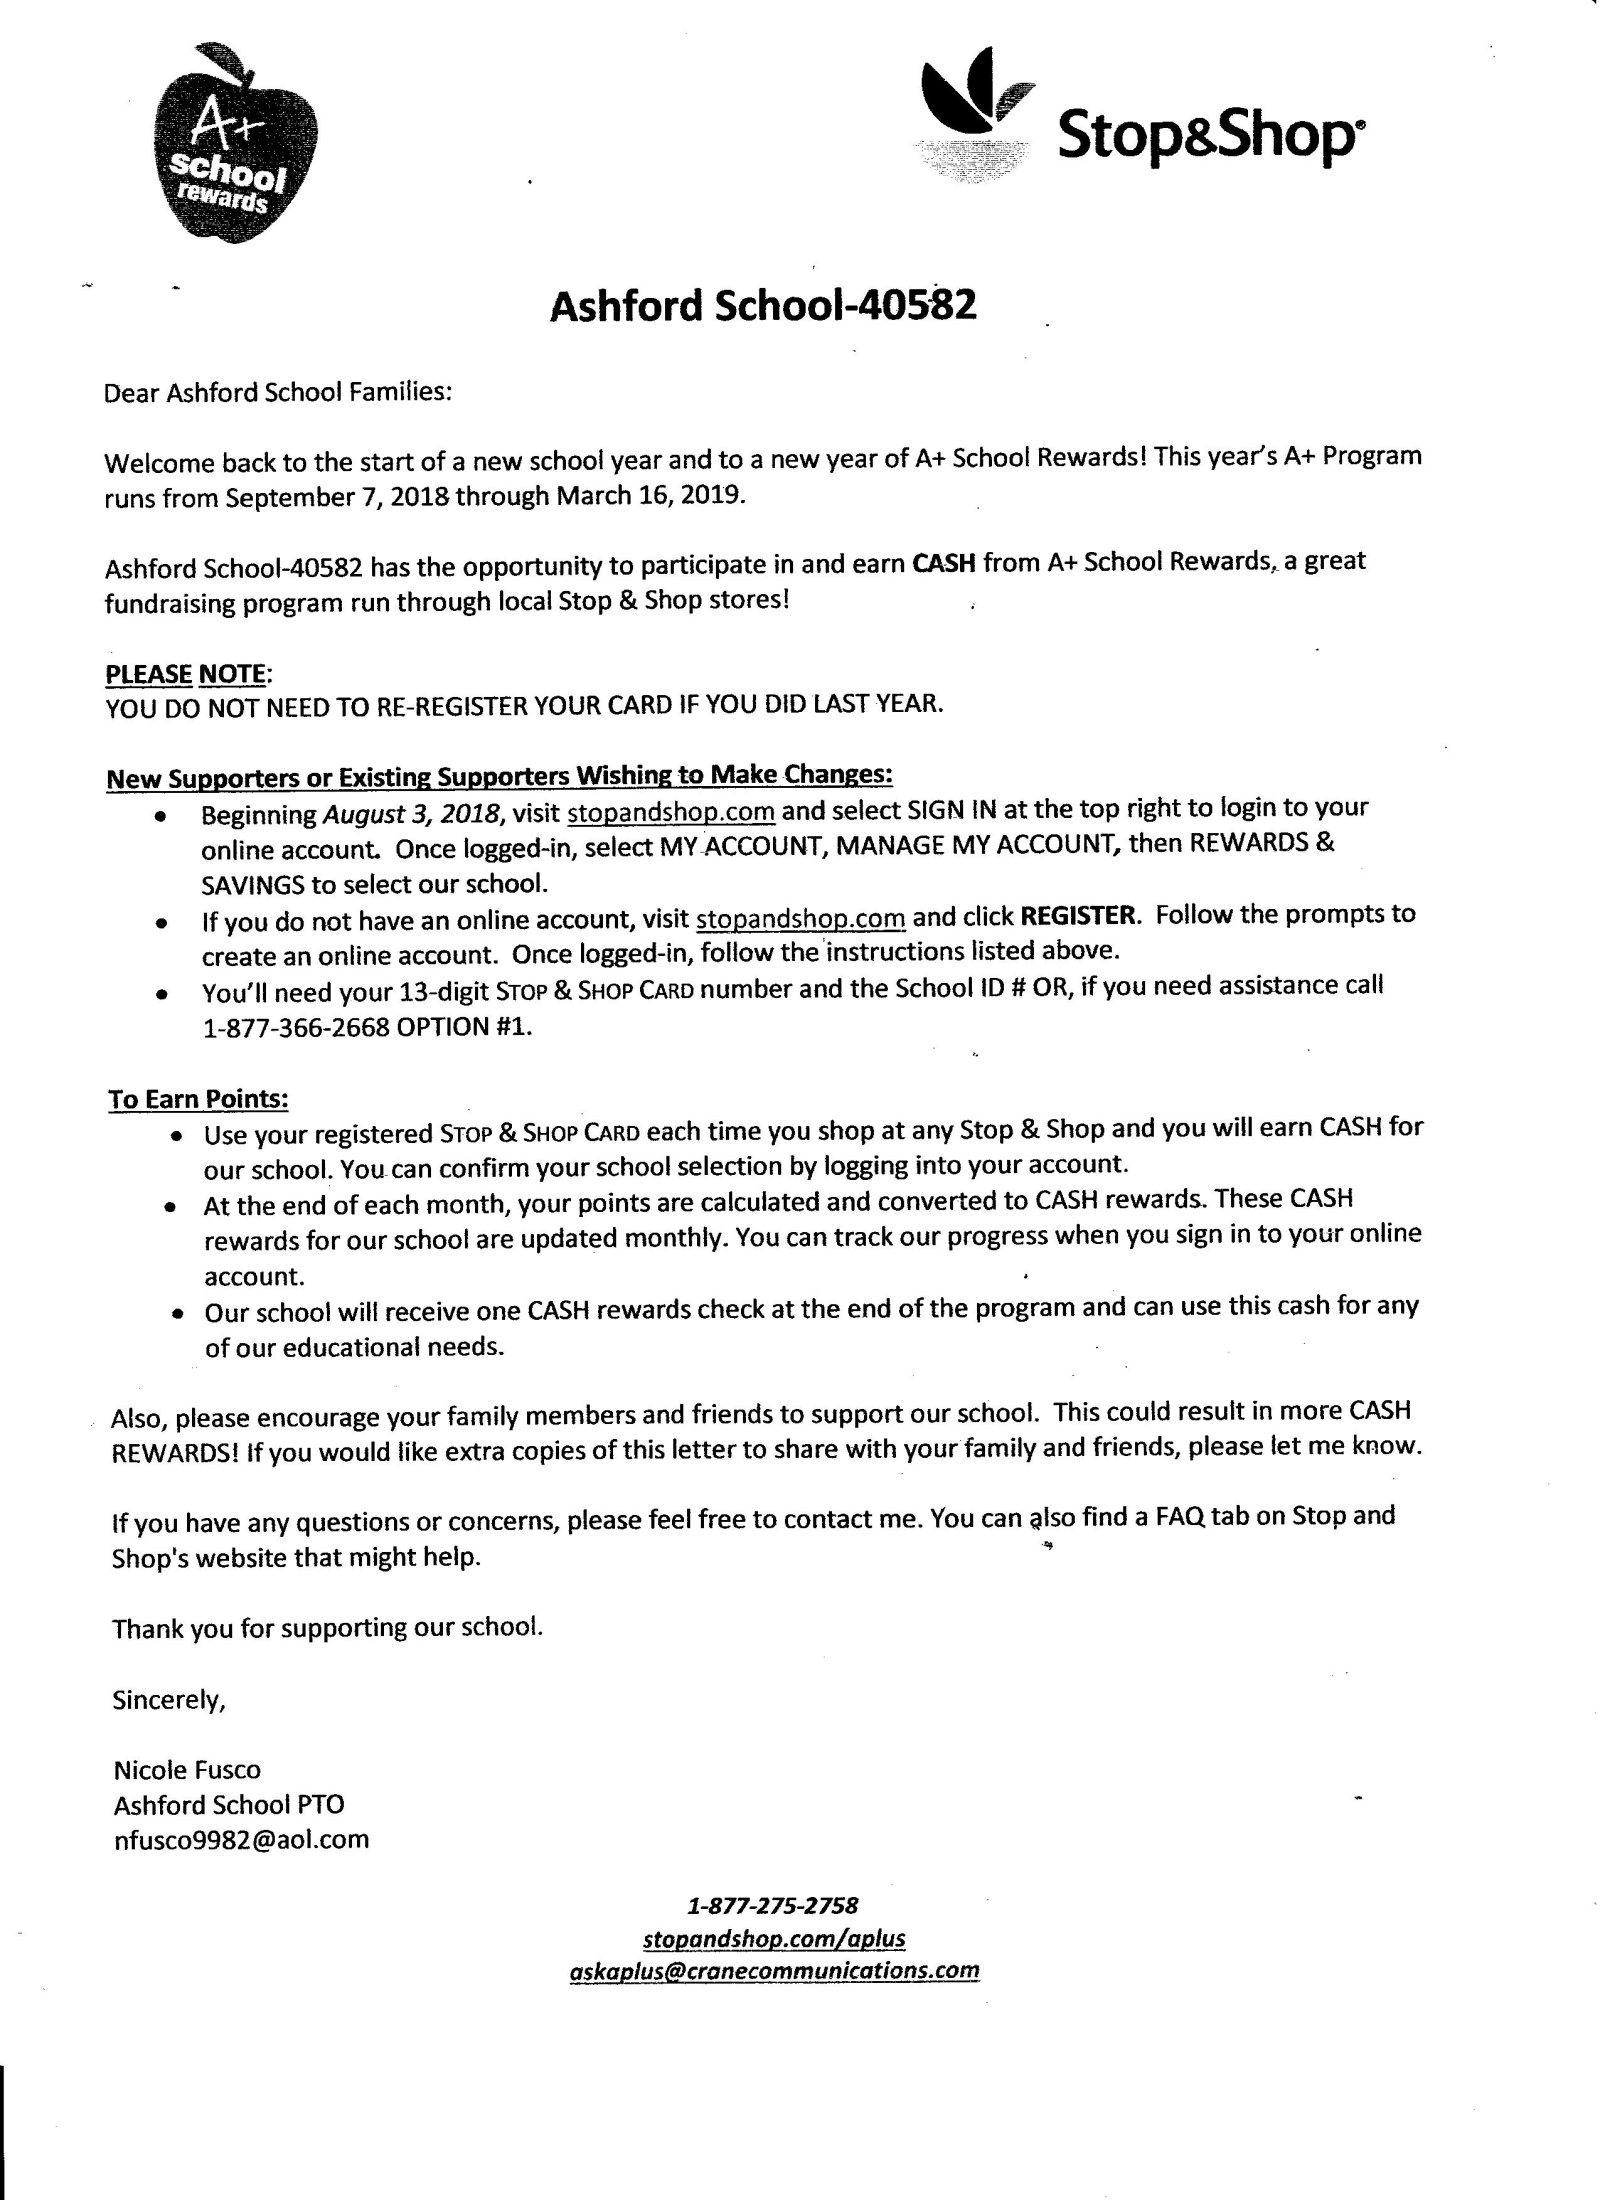 A+
school
rewards
Stop&Shop®
Ashford School-40582
Dear Ashford School Families:
Welcome back to the start of a new school year and to a new year of A+ School Rewards! This year's A+ Program
runs from September 7, 2018 through March 16, 2019.
Ashford School-40582 has the opportunity to participate in and earn CASH from A+ School Rewards, a great
fundraising program run through local Stop & Shop stores!
PLEASE NOTE:
YOU DO NOT NEED TO RE-REGISTER YOUR CARD IF YOU DID LAST YEAR.
New Supporters or Existing Supporters Wishing to Make Changes:
• Beginning August 3, 2018, visit stopandshop.com and select SIGN IN at the top right to login to your
online account. Once logged-in, select MY ACCOUNT, MANAGE MY ACCOUNT, then REWARDS &
SAVINGS to select our school.
• If you do not have an online account, visit stopandshop.com and click REGISTER. Follow the prompts to
create an online account. Once logged-in, follow the instructions listed above.
• You'll need your 13-digit STOP & SHOP CARD number and the School ID # OR, if you need assistance call
1-877-366-2668 OPTION #1.
To Earn Points:
• Use your registered STOP & SHOP CARD each time you shop at any Stop & Shop and you will earn CASH for
our school. You can confirm your school selection by logging into your account.
• At the end of each month, your points are calculated and converted to CASH rewards. These CASH
rewards for our school are updated monthly. You can track our progress when you sign in to your online
account.
• Our school will receive one CASH rewards check at the end of the program and can use this cash for any
of our educational needs.
Also, please encourage your family members and friends to support our school. This could result in more CASH
REWARDS! If you would like extra copies of this letter to share with your family and friends, please let me know.
If you have any questions or concerns, please feel free to contact me. You can also find a FAQ tab on Stop and
Shop's website that might help.
Thank you for supporting our school.
Sincerely,
Nicole Fusco
Ashford School PTO
nfusco9982@aol.com
1-877-275-2758
stopandshop.com/aplus
askaplus@cranecommunications.com